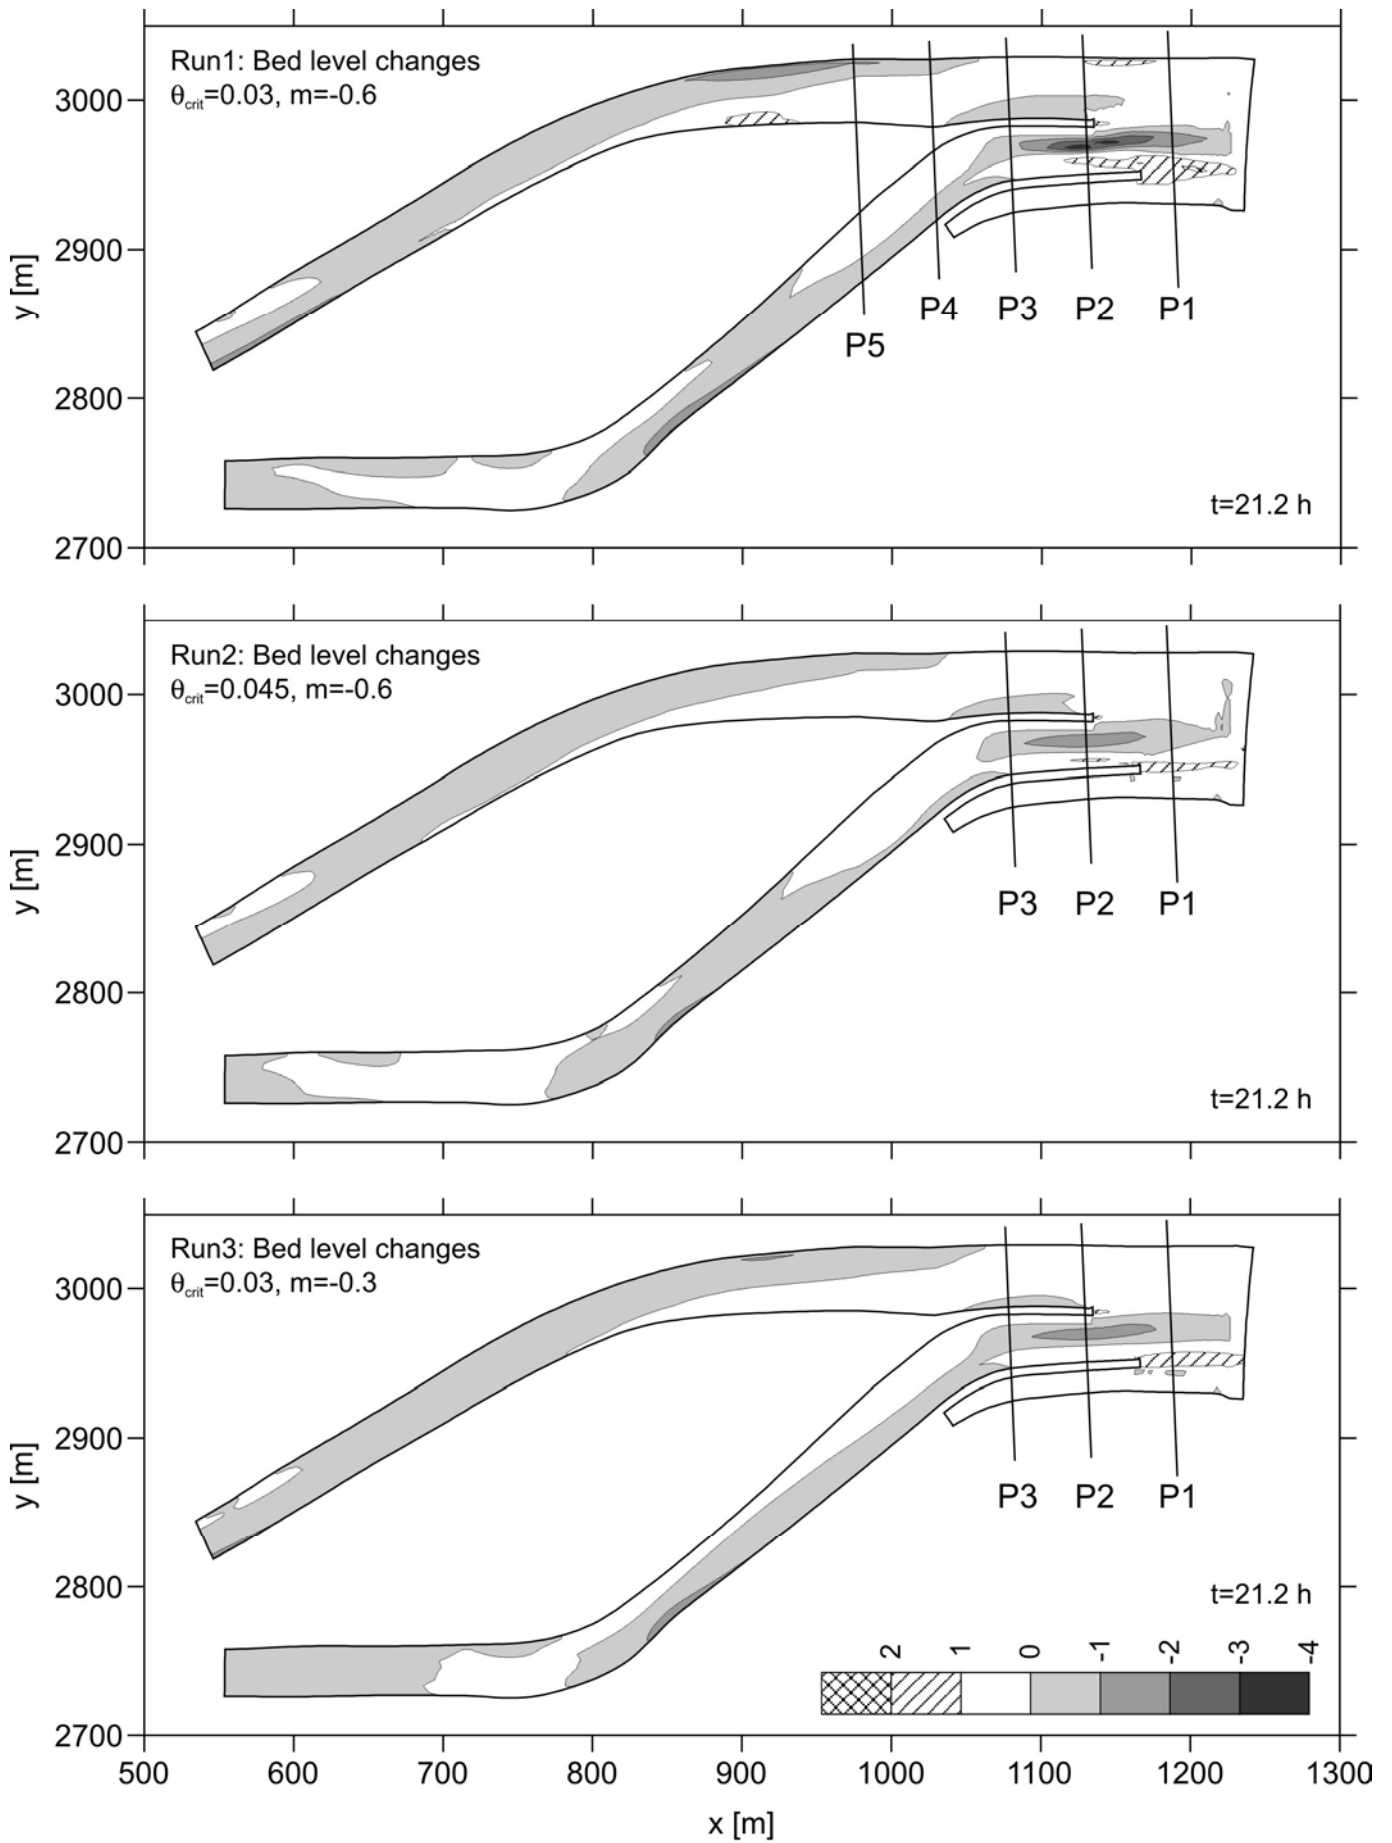 Run1: Bed level changes
θcrit=0.03, m=-0.6
3000
2900
2800
2700
y [m]
P5
P4
P3
P2
P1
t=21.2 h
Run2: Bed level changes
θcrit=0.045, m=-0.6
3000
2900
2800
2700
y [m]
P3
P2
P1
t=21.2 h
Run3: Bed level changes
θcrit=0.03, m=-0.3
3000
2900
2800
2700
y [m]
P3
P2
P1
t=21.2 h
2 1 0 -1 -2 -3 -4
500 600 700 800 900 1000 1100 1200 1300
x [m]